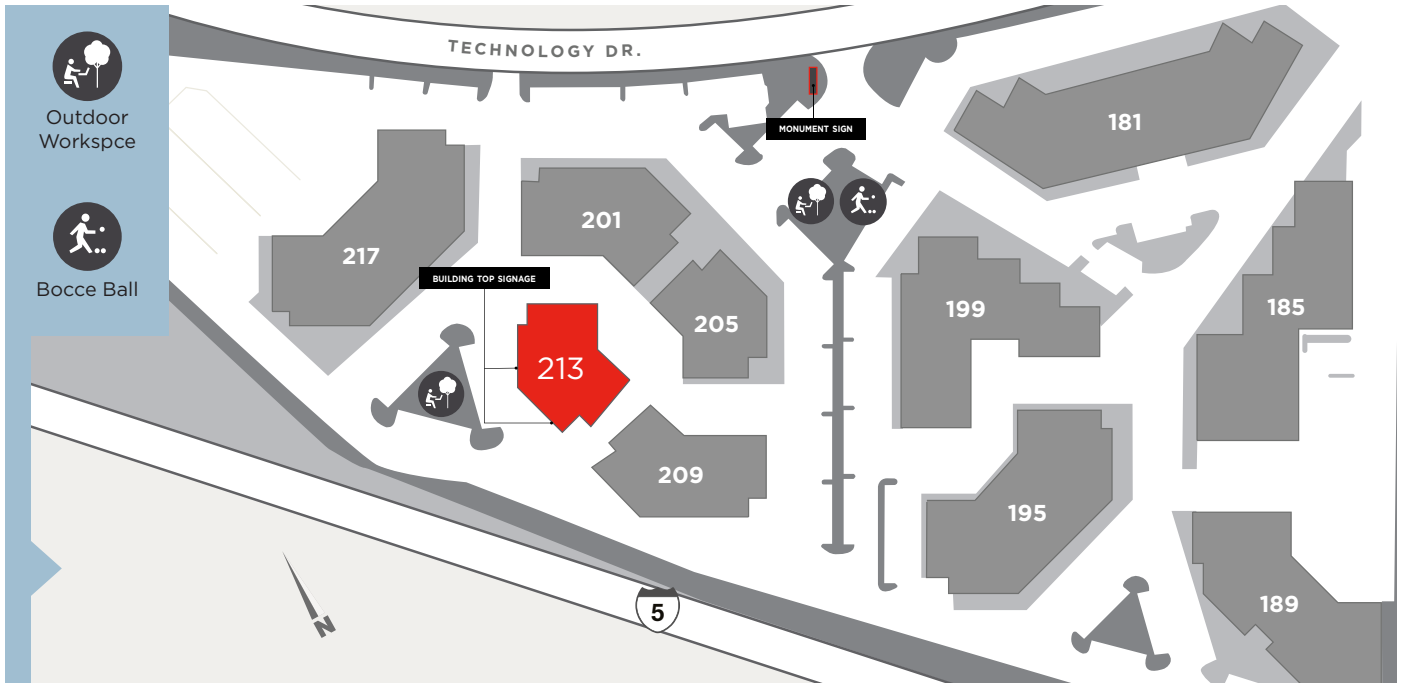 Outdoor
Workspce
Bocce Ball
TECHNOLOGY DR.
MONUMENT SIGN
181
201
217
BUILDING TOP SIGNAGE
205
199
185
213
209
195
189
5
N